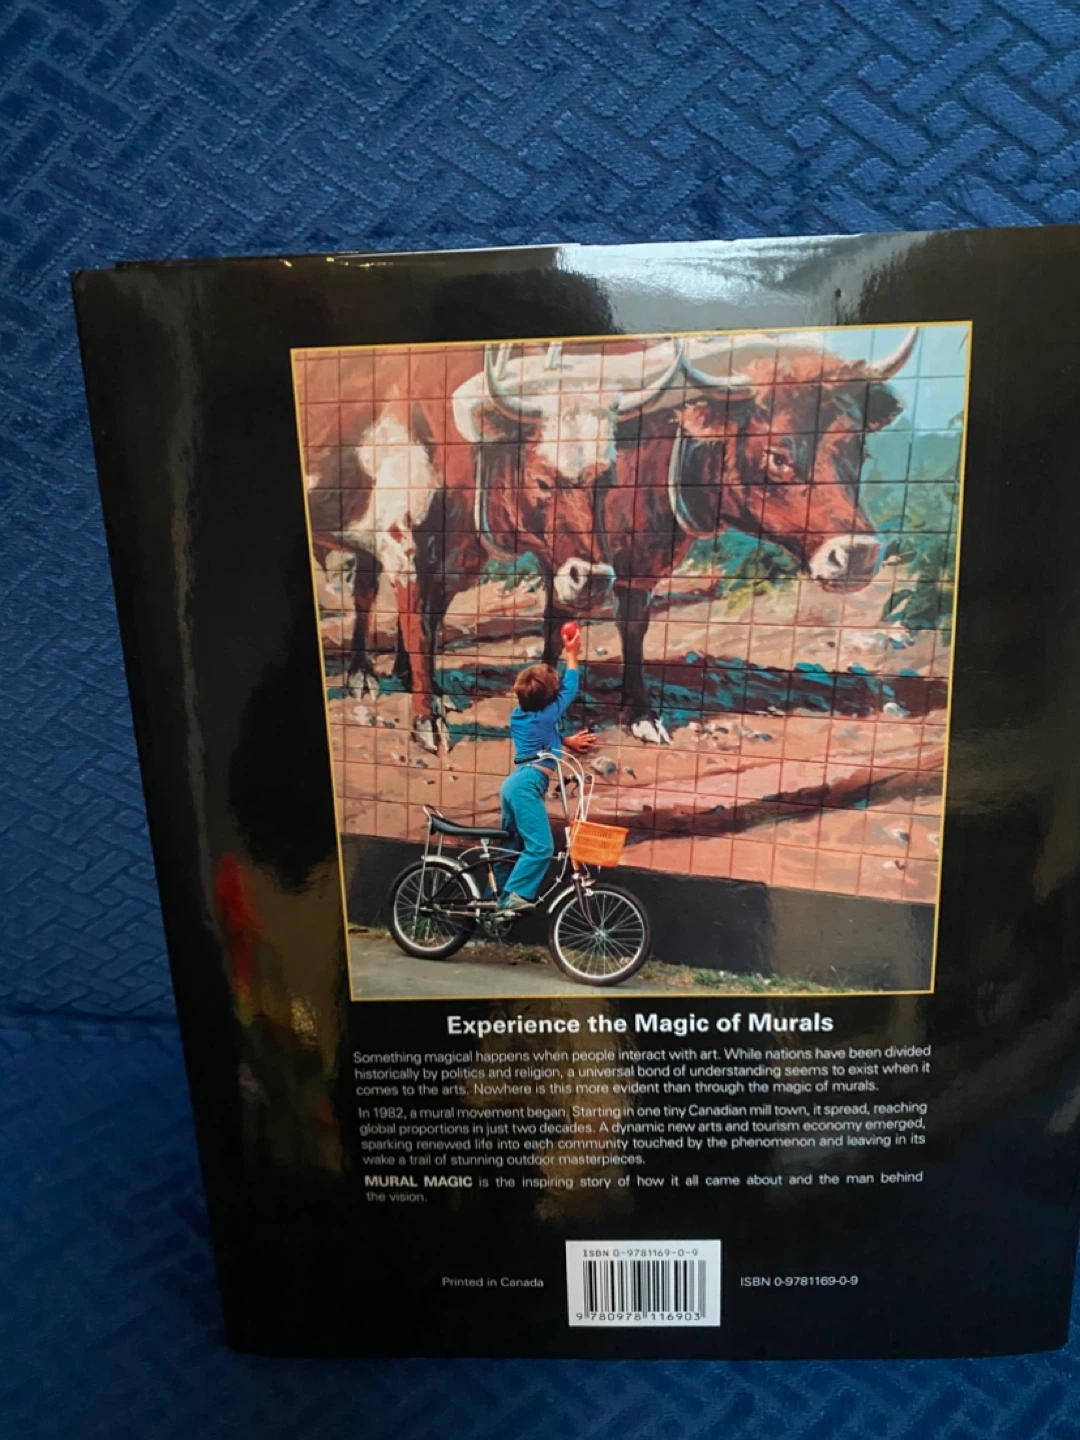 Experience the Magic of Murals
Something magical happens when people interact with art. While nations have been divided
historically by politics and religion, a universal bond of understanding seems to exist when it
comes to the arts. Nowhere is this more evident than through the magic of murals.
In 1982, a mural movement began. Starting in one tiny Canadian mill town, it spread, reaching
global proportions in just two decades. A dynamic new arts and tourism economy emerged,
sparking renewed life into each community touched by the phenomenon and leaving in its
wake a trail of stunning outdoor masterpieces.
MURAL MAGIC is the inspiring story of how it all came about and the man behind
the vision.
ISBN 0-9781169-0-9
Printed in Canada
ISBN 0-9781169-0-9
9 780978 116903